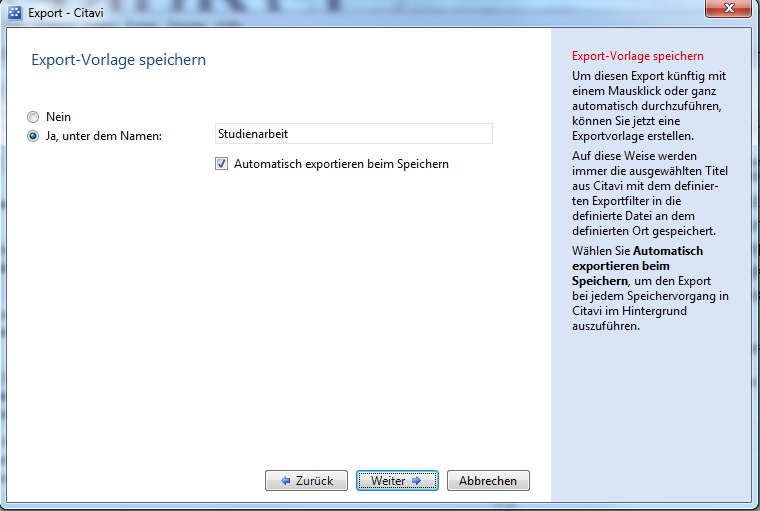 Export - Citavi
Export-Vorlage speichern
Nein
Ja, unter dem Namen:
Studienarbeit
Automatisch exportieren beim Speichern
Zurück
Weiter
Abbrechen
Export-Vorlage speichern
Um diesen Export künftig mit
einem Mausklick oder ganz
automatisch durchzuführen,
können Sie jetzt eine
Exportvorlage erstellen.
Auf diese Weise werden
immer die ausgewählten Titel
aus Citavi mit dem definier-
ten Exportfilter in die
definierte Datei an dem
definierten Ort gespeichert.
Wählen Sie Automatisch
exportieren beim
Speichern, um den Export
bei jedem Speichervorgang in
Citavi im Hintergrund
auszuführen.